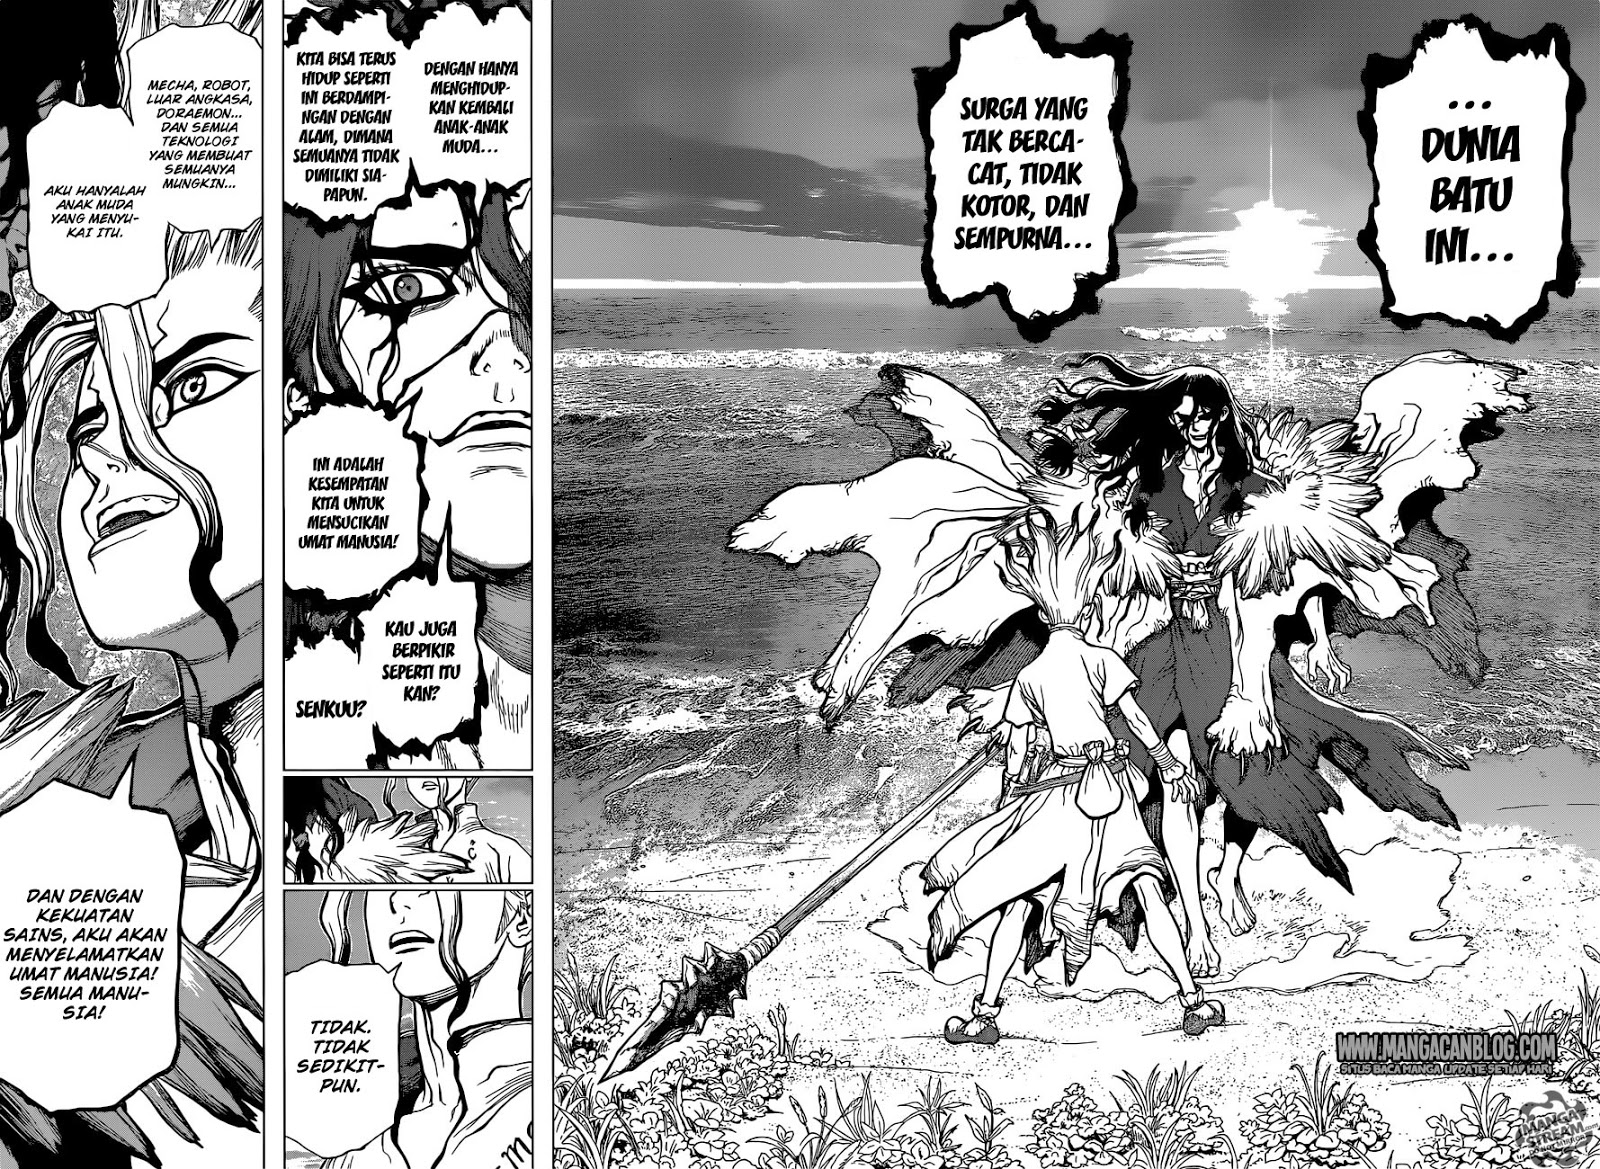 ...
DUNIA
BATU
INI...
SURGA YANG
TAK BERCA-
CAT, TIDAK
KOTOR, DAN
SEMPURNA...
DENGAN HANYA
MENGHIDUP-
KAN KEMBALI
ANAK-ANAK
MUDA...
KITA BISA TERUS
HIDUP SEPERTI
INI BERDAMPI-
NGAN DENGAN
ALAM, DIMANA
SEMUANYA TIDAK
DIMILIKI SIA-
PAPUN.
INI ADALAH
KESEMPATAN
KITA UNTUK
MENSUCIKAN
UMAT MANUSIA!
KAU JUGA
BERPIKIR
SEPERTI ITU
KAN?
SENKUU?
TIDAK.
TIDAK
SEDIKIT-
PUN.
MECHA, ROBOT,
LUAR ANGKASA,
DORAEMON...
DAN SEMUA
TEKNOLOGI
YANG MEMBUAT
SEMUANYA
MUNGKIN...
AKU HANYALAH
ANAK MUDA
YANG MENYU-
KAI ITU.
DAN DENGAN
KEKUATAN
SAINS, AKU AKAN
MENYELAMATKAN
UMAT MANUSIA!
SEMUA MANU-
SIA!
WWW.MANGACANBLOG.COM
SITUS BACA MANGA UPDATE SETIAP HARI
MANGA
STREAM